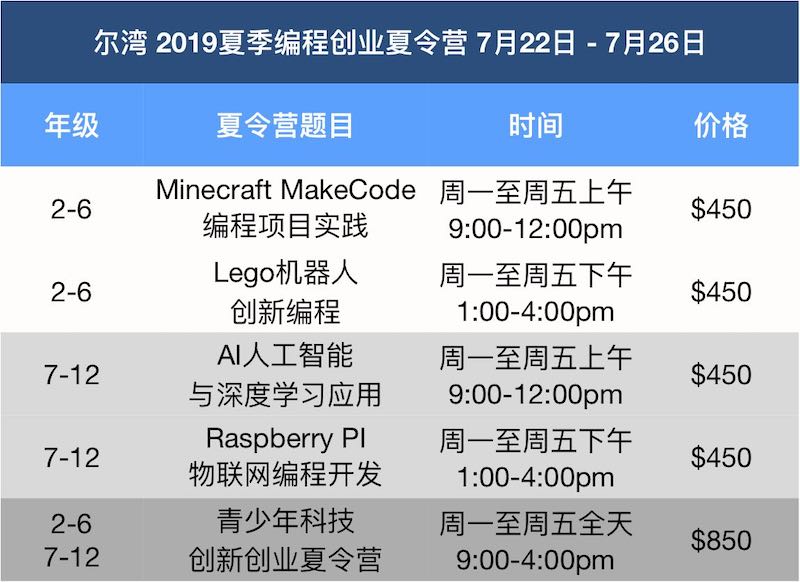 尔湾 2019夏季编程创业夏令营 7月22日 - 7月26日
年级 夏令营题目 时间 价格
2-6 Minecraft MakeCode 编程项目实践 周一至周五上午 9:00-12:00pm $450
2-6 Lego机器人 创新编程 周一至周五下午 1:00-4:00pm $450
7-12 AI人工智能 与深度学习应用 周一至周五上午 9:00-12:00pm $450
7-12 Raspberry PI 物联网编程开发 周一至周五下午 1:00-4:00pm $450
2-6 7-12 青少年科技 创新创业夏令营 周一至周五全天 9:00-4:00pm $850